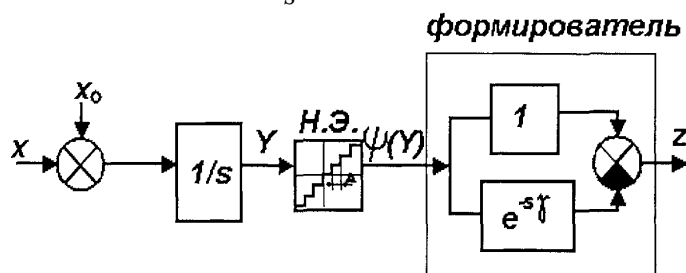 s
формирователь
x₀
x
1/s
Y
Н.Э.
Δ
ψ(Y)
1
e^-sγ
z